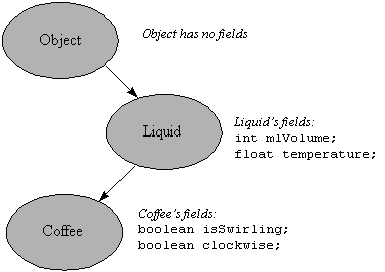 Object
Object has no fields
Liquid
Liquid's fields:
int mlVolume;
float temperature;
Coffee
Coffee's fields:
boolean isSwirling;
boolean clockwise;